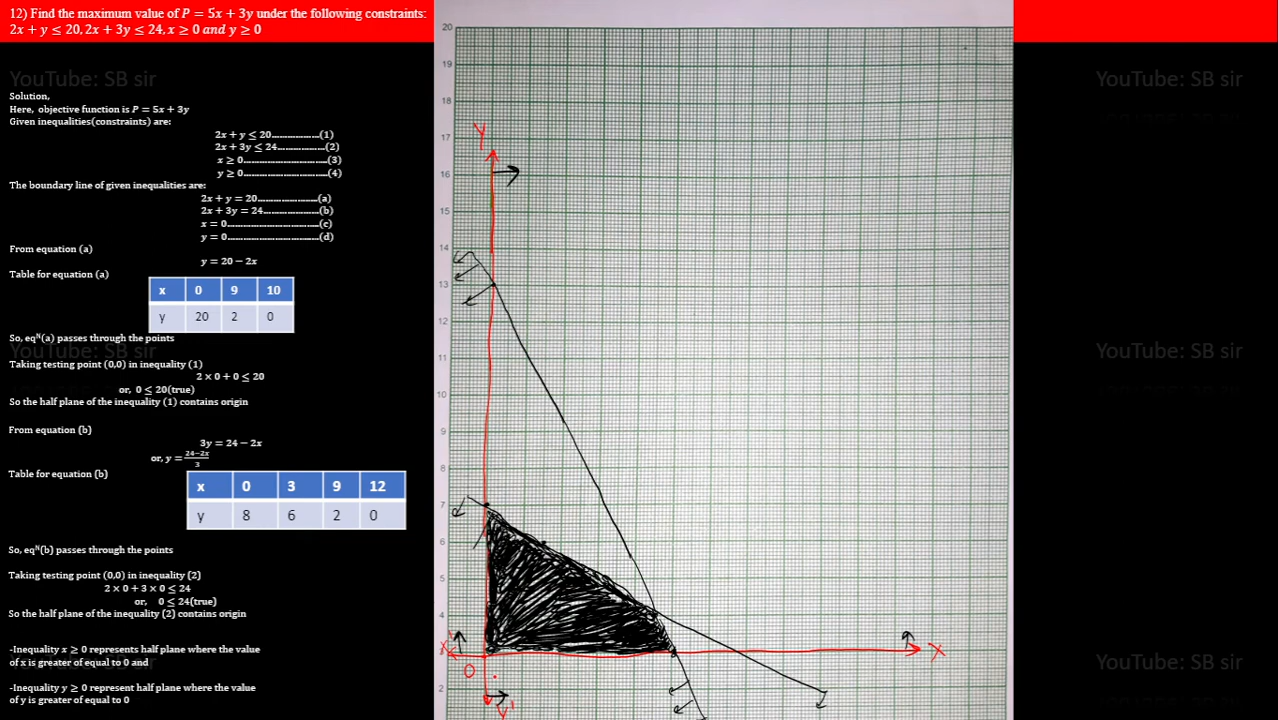 12) Find the maximum value of P = 5x + 3y under the following constraints:
2x + y ≤ 20, 2x + 3y ≤ 24, x ≥ 0 and y ≥ 0
YouTube: SB sir
YouTube: SB sir
Solution,
Here, objective function is P = 5x + 3y
Given inequalities(constraints) are:
2x + y ≤ 20....................(1)
2x + 3y ≤ 24..................(2)
x ≥ 0............................(3)
y ≥ 0............................(4)
The boundary line of given inequalities are:
2x + y = 20....................(a)
2x + 3y = 24..................(b)
x = 0..............................(c)
y = 0..............................(d)
From equation (a)
y = 20 − 2x
Table for equation (a)
x 0 9 10
y 20 2 0
So, eqᴺ(a) passes through the points
YouTube: SB sir
YouTube: SB sir
Taking testing point (0,0) in inequality (1)
2 × 0 + 0 ≤ 20
or, 0 ≤ 20(true)
So the half plane of the inequality (1) contains origin
From equation (b)
3y = 24 − 2x
or, y = (24−2x)/3
Table for equation (b)
x 0 3 9 12
y 8 6 2 0
So, eqᴺ(b) passes through the points
Taking testing point (0,0) in inequality (2)
2 × 0 + 3 × 0 ≤ 24
or, 0 ≤ 24(true)
So the half plane of the inequality (2) contains origin
-Inequality x ≥ 0 represents half plane where the value
of x is greater of equal to 0 and
YouTube: SB sir
-Inequality y ≥ 0 represent half plane where the value
of y is greater of equal to 0
20
19
18
17
Y
16
15
14
13
12
11
10
9
8
7
6
5
4
3
X'
X
O
2
Y'